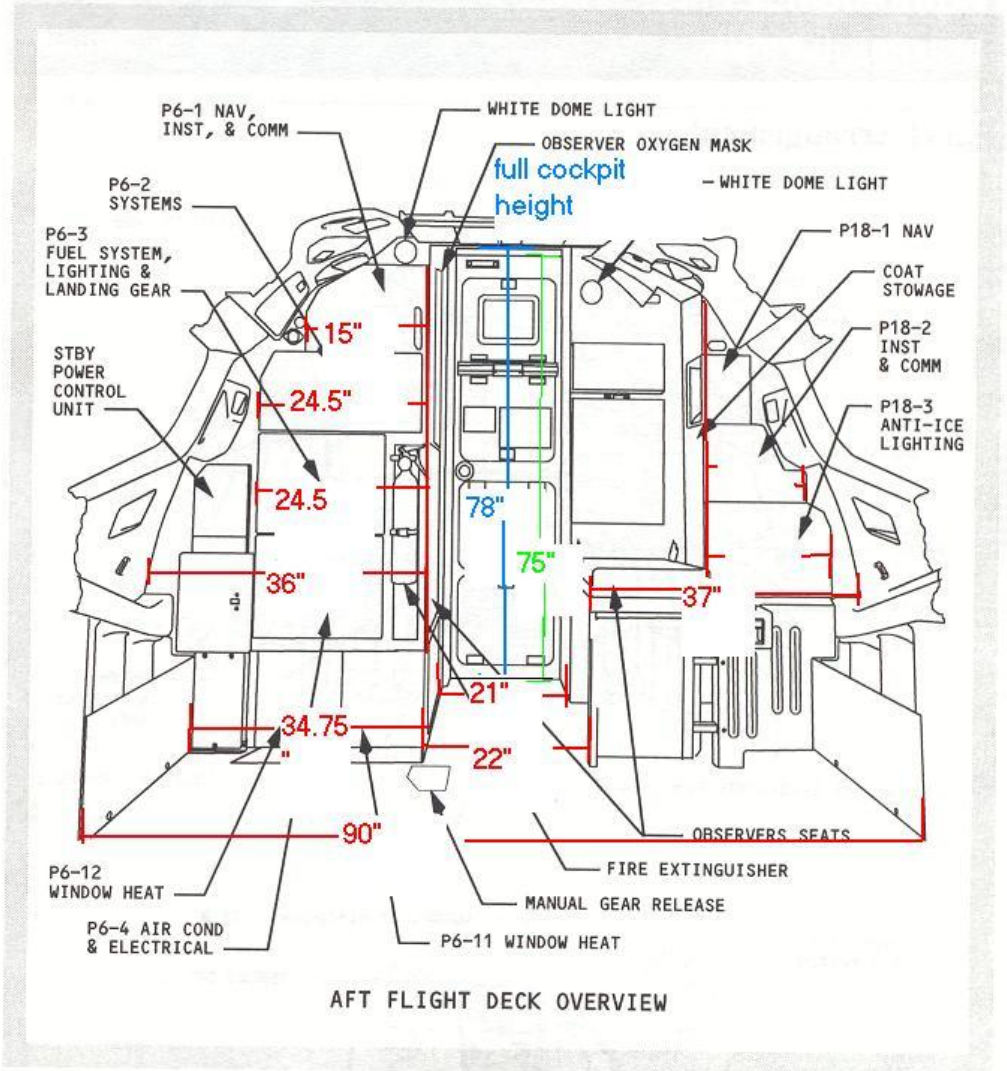 P6-1 NAV,
INST, & COMM
WHITE DOME LIGHT
OBSERVER OXYGEN MASK
full cockpit
height
WHITE DOME LIGHT
P6-2
SYSTEMS
P6-3
FUEL SYSTEM,
LIGHTING &
LANDING GEAR
P18-1 NAV
COAT
STOWAGE
P18-2
INST
& COMM
STBY
POWER
CONTROL
UNIT
P18-3
ANTI-ICE
LIGHTING
15"
24.5"
24.5
78"
75"
36"
37"
21"
34.75
"
22"
90"
OBSERVERS SEATS
P6-12
WINDOW HEAT
FIRE EXTINGUISHER
MANUAL GEAR RELEASE
P6-4 AIR COND
& ELECTRICAL
P6-11 WINDOW HEAT
AFT FLIGHT DECK OVERVIEW